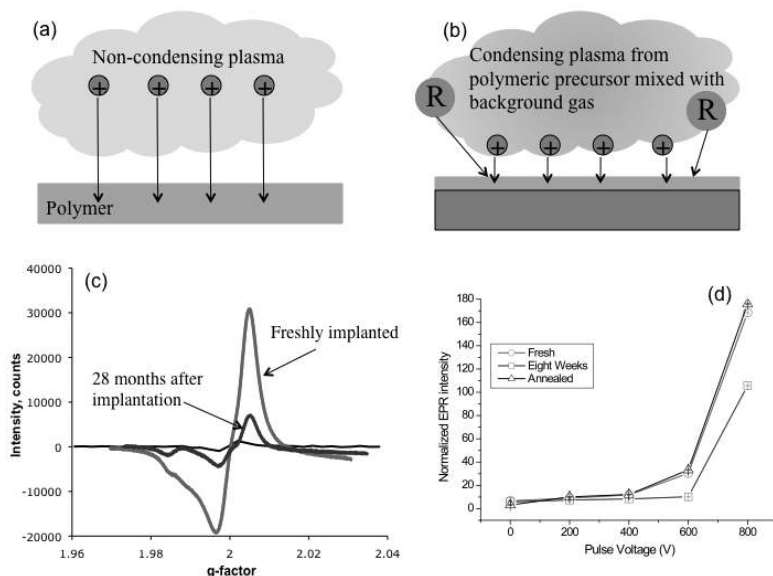 (a)
Non-condensing plasma
+ + + +
Polymer
(b)
Condensing plasma from
polymeric precursor mixed with
background gas
R
R
+ + + +
(c)
40000
30000
20000
10000
0
-10000
-20000
Intensity, counts
Freshly implanted
28 months after
implantation
1.96
1.98
2
2.02
2.04
g-factor
(d)
180
160
140
120
100
80
60
40
20
0
Normalized EPR intensity
Fresh
Eight Weeks
Annealed
0
200
400
600
800
Pulse Voltage (V)